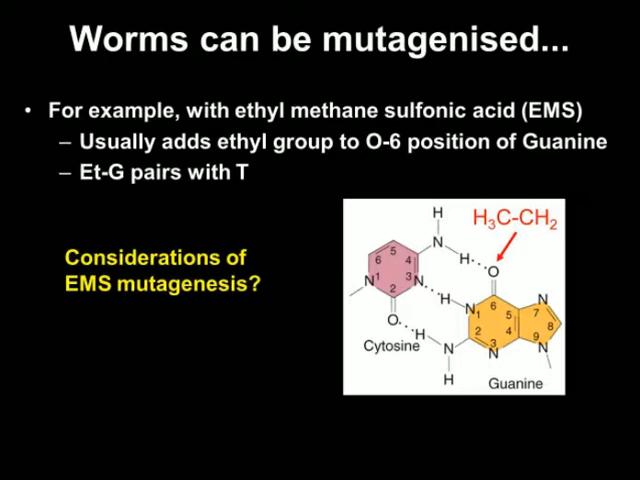 Worms can be mutagenised...
• For example, with ethyl methane sulfonic acid (EMS)
– Usually adds ethyl group to O-6 position of Guanine
– Et-G pairs with T
Considerations of
EMS mutagenesis?
H₃C-CH₂
H
N
H
O
5
4
6
3
N
1
N
2
H
N
1
6
5
7
N
8
2
4
9
3
N
N
O
H
N
H
Cytosine
Guanine